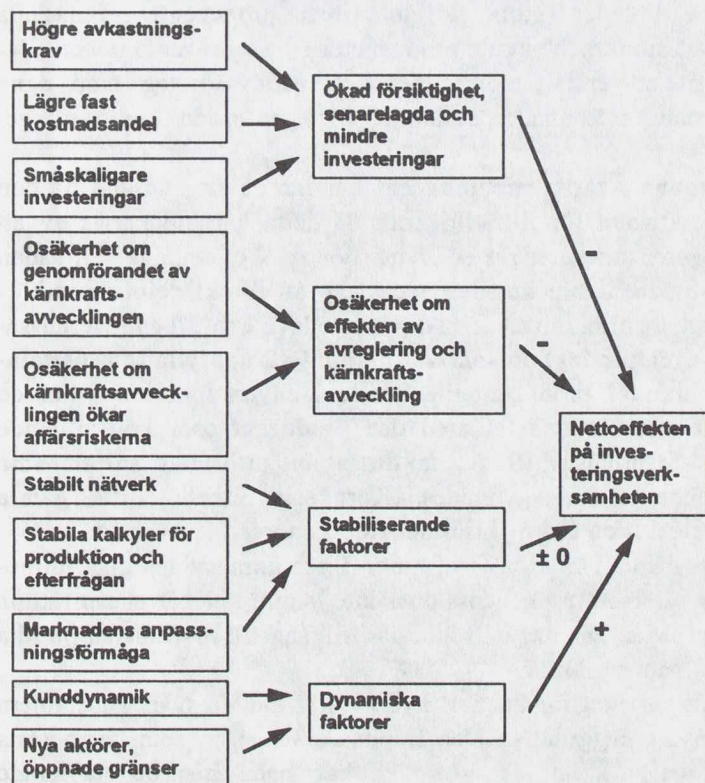 Högre avkastnings-
krav
Lägre fast
kostnadsandel
Småskaligare
investeringar
Osäkerhet om
genomförandet av
kärnkrafts-
avvecklingen
Osäkerhet om
kärnkraftsavveck-
lingen ökar
affärsriskerna
Stabilt nätverk
Stabila kalkyler för
produktion och
efterfrågan
Marknadens anpass-
ningsförmåga
Kunddynamik
Nya aktörer,
öppnade gränser
Ökad försiktighet,
senarelagda och
mindre
investeringar
Osäkerhet om
effekten av
avreglering och
kärnkrafts-
avveckling
Stabiliserande
faktorer
Dynamiska
faktorer
-
-
± 0
+
Nettoeffekten
på inves-
teringsverk-
samheten